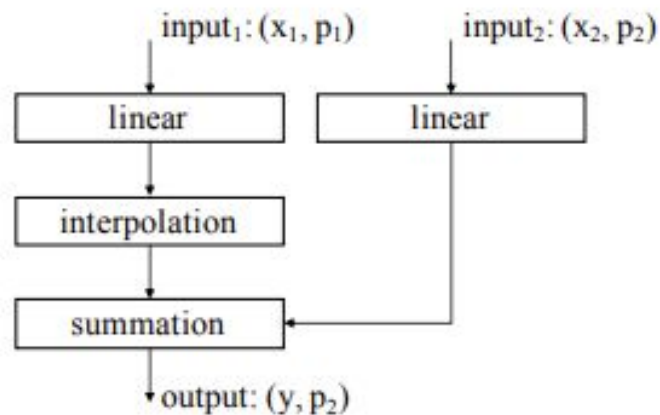 input₁: (x₁, p₁)
input₂: (x₂, p₂)
linear
linear
interpolation
summation
output: (y, p₂)